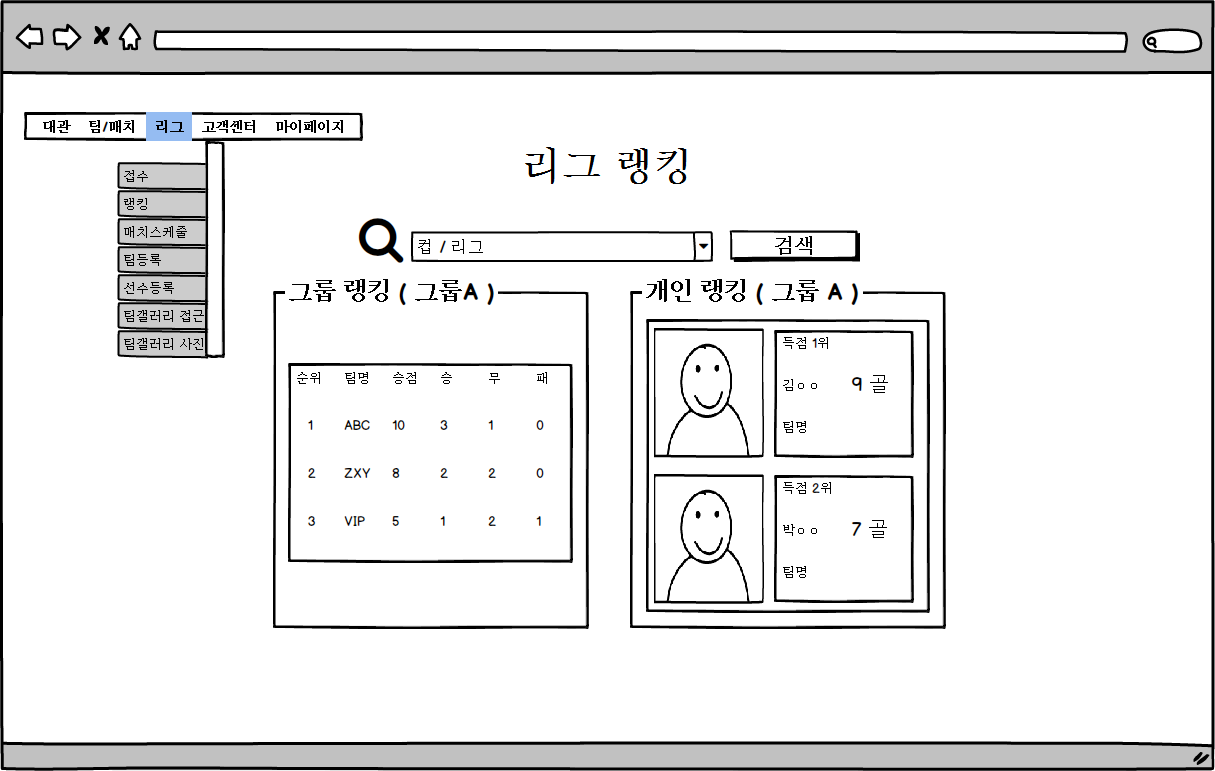 대관 팀/매치 리그 고객센터 마이페이지
접수
랭킹
매치스케줄
팀등록
선수등록
팀갤러리 접근
팀갤러리 사진
리그 랭킹
컵 / 리그
검색
그룹 랭킹 ( 그룹A )
순위 팀명 승점 승 무 패
1 ABC 10 3 1 0
2 ZXY 8 2 2 0
3 VIP 5 1 2 1
개인 랭킹 ( 그룹 A )
득점 1위
김ㅇㅇ 9 골
팀명
득점 2위
박ㅇㅇ 7 골
팀명